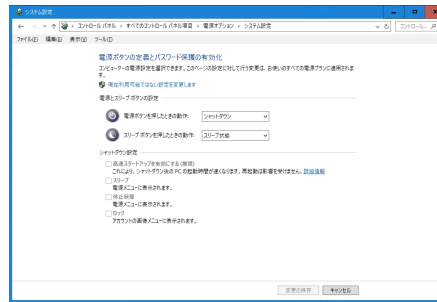 システム設定
コントロール パネル › すべてのコントロール パネル項目 › 電源オプション › システム設定
コントロール...
ファイル(F) 編集(E) 表示(V) ツール(T)
電源ボタンの定義とパスワード保護の有効化
コンピューターの電源設定を選択できます。このページの設定に対して行う変更は、お使いのすべての電源プランに適用されます。
現在利用可能ではない設定を変更します
電源とスリープ ボタンの設定
電源ボタンを押したときの動作: シャットダウン
スリープ ボタンを押したときの動作: スリープ状態
シャットダウン設定
高速スタートアップを有効にする (推奨)
これにより、シャットダウン後の PC の起動時間が速くなります。再起動は影響を受けません。詳細情報
スリープ
電源メニューに表示されます。
休止状態
電源メニューに表示されます。
ロック
アカウントの画像メニューに表示されます。
変更の保存 キャンセル